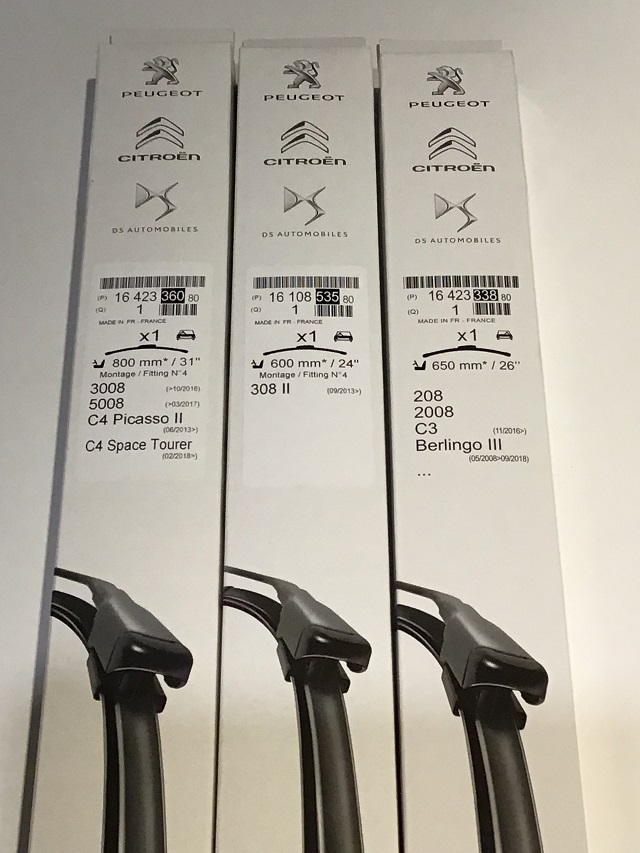 PEUGEOT
CITROËN
DS AUTOMOBILES
(P) 16 423 360 80
(Q) 1
MADE IN FR - FRANCE
x1
800 mm* / 31"
Montage / Fitting N°4
3008 (>10/2016)
5008 (>03/2017)
C4 Picasso II
(06/2013>)
C4 Space Tourer
(02/2018>)
PEUGEOT
CITROËN
DS AUTOMOBILES
(P) 16 108 535 80
(Q) 1
MADE IN FR - FRANCE
x1
600 mm* / 24"
Montage / Fitting N°4
308 II (09/2013>)
PEUGEOT
CITROËN
DS AUTOMOBILES
(P) 16 423 338 80
(Q) 1
MADE IN FR - FRANCE
x1
650 mm* / 26"
208
2008
C3 (11/2016>)
Berlingo III
(05/2008>09/2018)
...